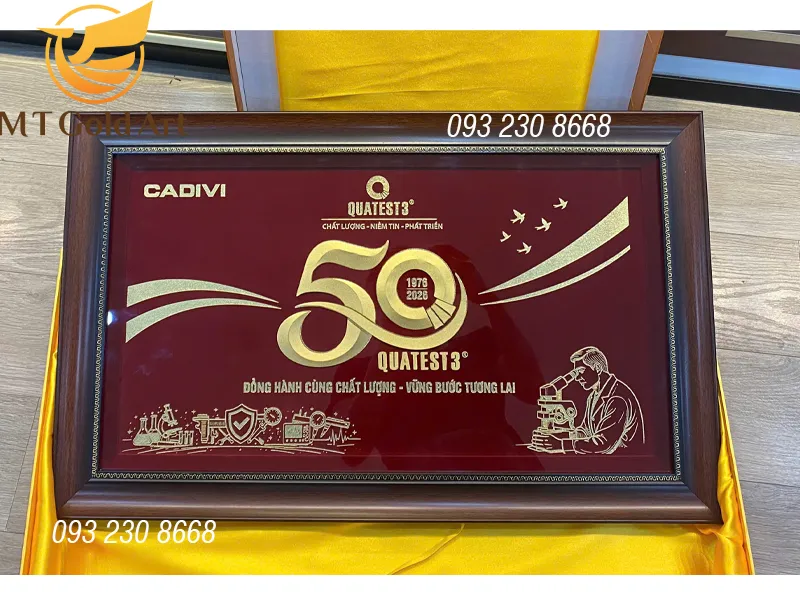 MT Gold Art
093 230 8668
CADIVI
QUATEST3®
CHẤT LƯỢNG - NIỀM TIN - PHÁT TRIỂN
50
1976
2026
QUATEST3®
ĐỒNG HÀNH CÙNG CHẤT LƯỢNG - VỮNG BƯỚC TƯƠNG LAI
093 230 8668